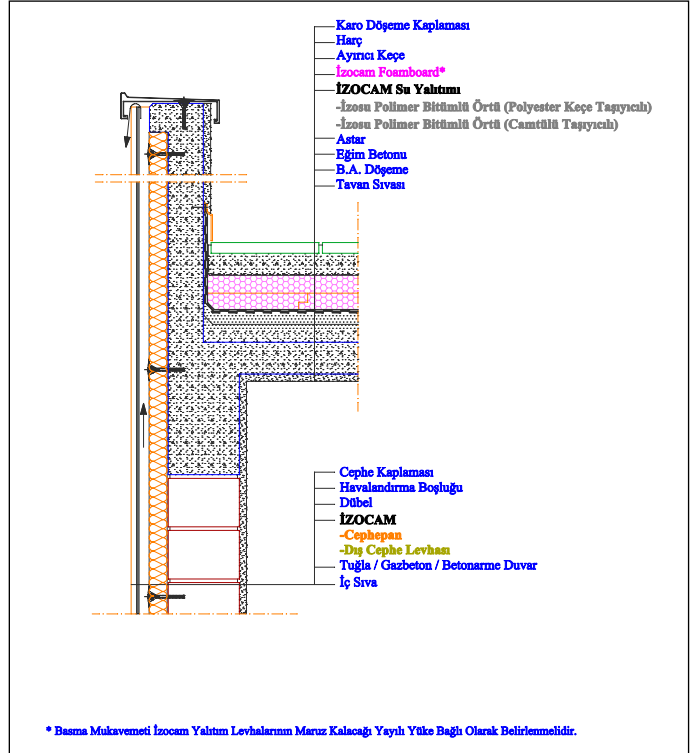 Karo Döşeme Kaplaması
Harç
Ayırıcı Keçe
İzocam Foamboard*
İZOCAM Su Yalıtımı
-İzosu Polimer Bitümlü Örtü (Polyester Keçe Taşıyıcılı)
-İzosu Polimer Bitümlü Örtü (Camtülü Taşıyıcılı)
Astar
Eğim Betonu
B.A. Döşeme
Tavan Sıvası
Cephe Kaplaması
Havalandırma Boşluğu
Dübel
İZOCAM
-Cephepan
-Dış Cephe Levhası
Tuğla / Gazbeton / Betonarme Duvar
İç Sıva
* Basma Mukavemeti İzocam Yalıtım Levhalarının Maruz Kalacağı Yayılı Yüke Bağlı Olarak Belirlenmelidir.